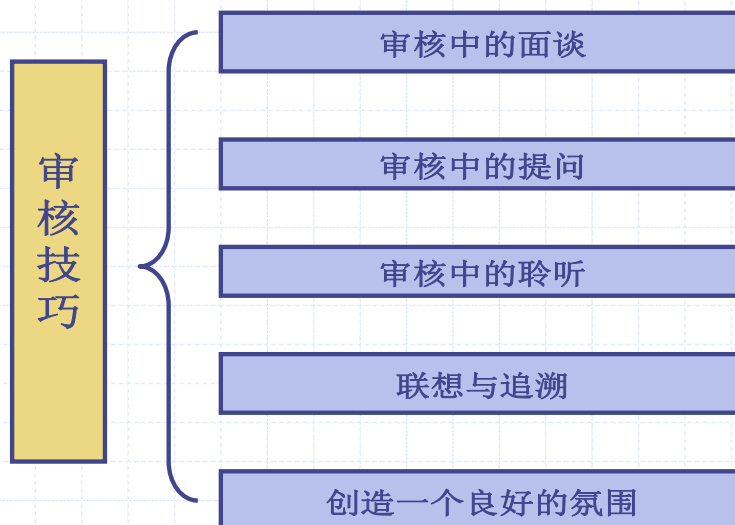 审核技巧
审核中的面谈
审核中的提问
审核中的聆听
联想与追溯
创造一个良好的氛围